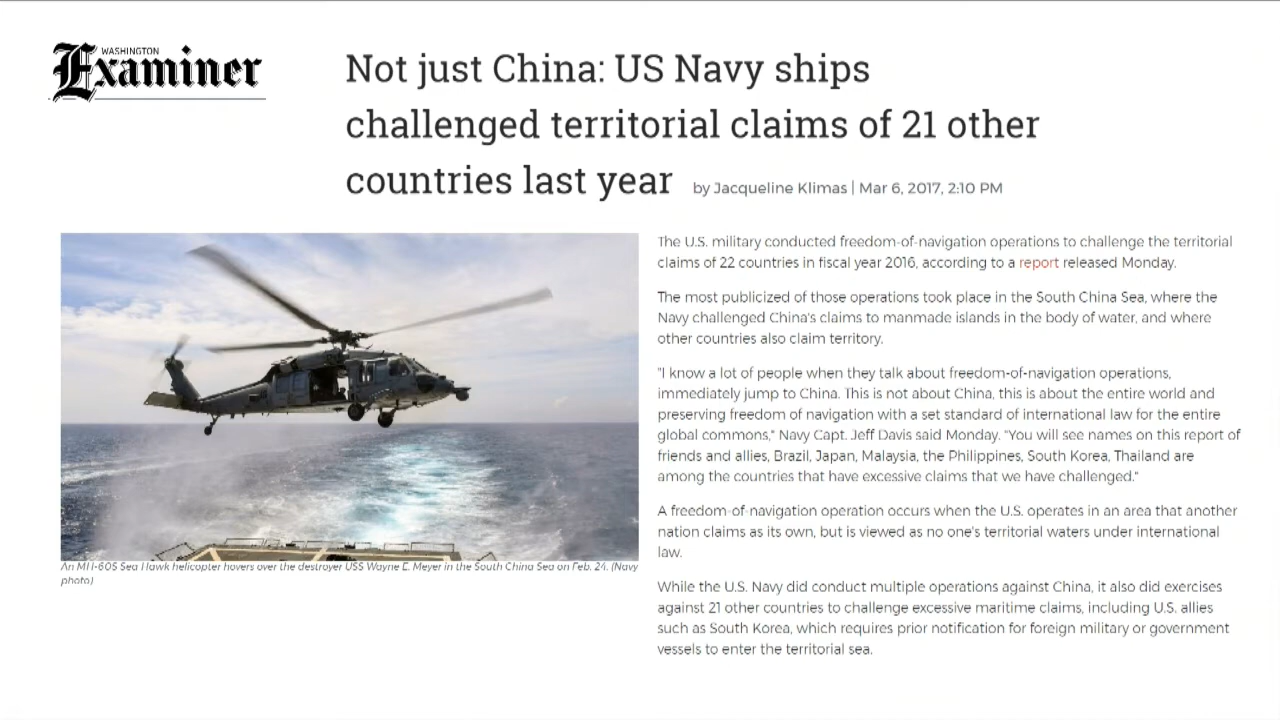 WASHINGTON
Examiner
Not just China: US Navy ships
challenged territorial claims of 21 other
countries last year by Jacqueline Klimas | Mar 6, 2017, 2:10 PM
The U.S. military conducted freedom-of-navigation operations to challenge the territorial
claims of 22 countries in fiscal year 2016, according to a report released Monday.
The most publicized of those operations took place in the South China Sea, where the
Navy challenged China's claims to manmade islands in the body of water, and where
other countries also claim territory.
"I know a lot of people when they talk about freedom-of-navigation operations,
immediately jump to China. This is not about China, this is about the entire world and
preserving freedom of navigation with a set standard of international law for the entire
global commons," Navy Capt. Jeff Davis said Monday. "You will see names on this report of
friends and allies, Brazil, Japan, Malaysia, the Philippines, South Korea, Thailand are
among the countries that have excessive claims that we have challenged."
A freedom-of-navigation operation occurs when the U.S. operates in an area that another
nation claims as its own, but is viewed as no one's territorial waters under international
law.
While the U.S. Navy did conduct multiple operations against China, it also did exercises
against 21 other countries to challenge excessive maritime claims, including U.S. allies
such as South Korea, which requires prior notification for foreign military or government
vessels to enter the territorial sea.
An MH-60S Sea Hawk helicopter hovers over the destroyer USS Wayne E. Meyer in the South China Sea on Feb. 24. (Navy
photo)